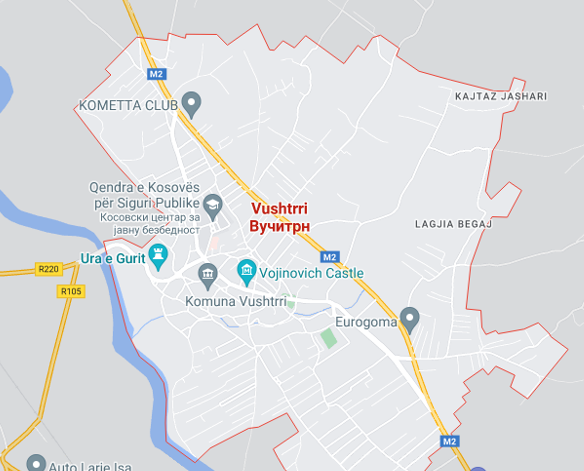 M2
KOMETTA CLUB
KAJTAZ JASHARI
Qendra e Kosovës
për Siguri Publike
Косовски центар за
јавну безбедност
Vushtrri
Вучитрн
LAGJIA BEGAJ
Ura e Gurit
M2
R220
Vojinovich Castle
R105
Komuna Vushtrri
Eurogoma
M2
Auto Larje Isa